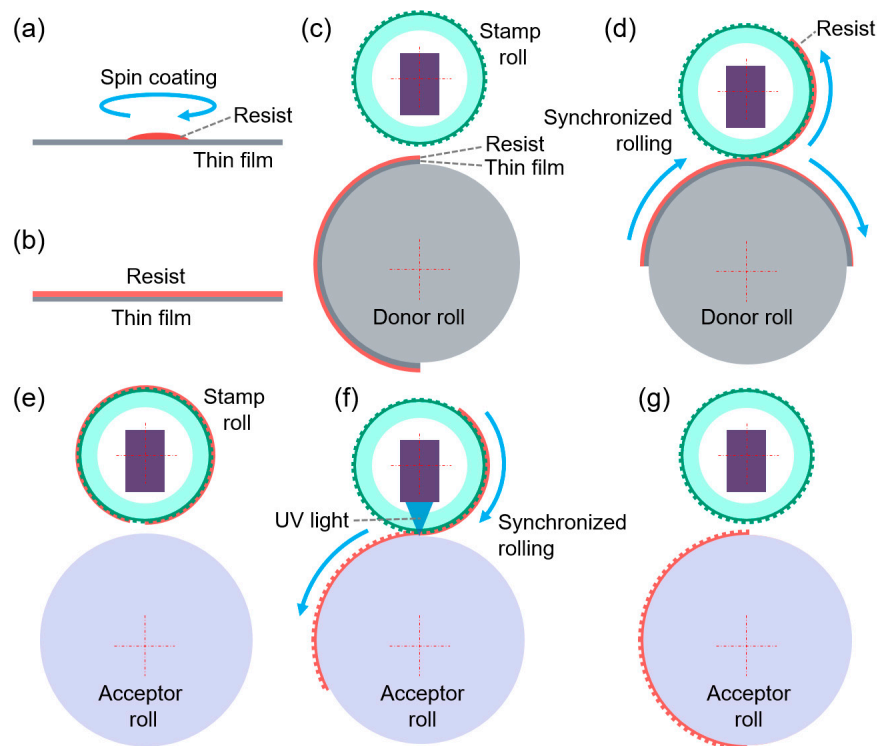 (a)
Spin coating
Resist
Thin film
(b)
Resist
Thin film
(c)
Stamp
roll
Resist
Thin film
Donor roll
(d)
Resist
Synchronized
rolling
Donor roll
(e)
Stamp
roll
Acceptor
roll
(f)
UV light
Synchronized
rolling
Acceptor
roll
(g)
Acceptor
roll